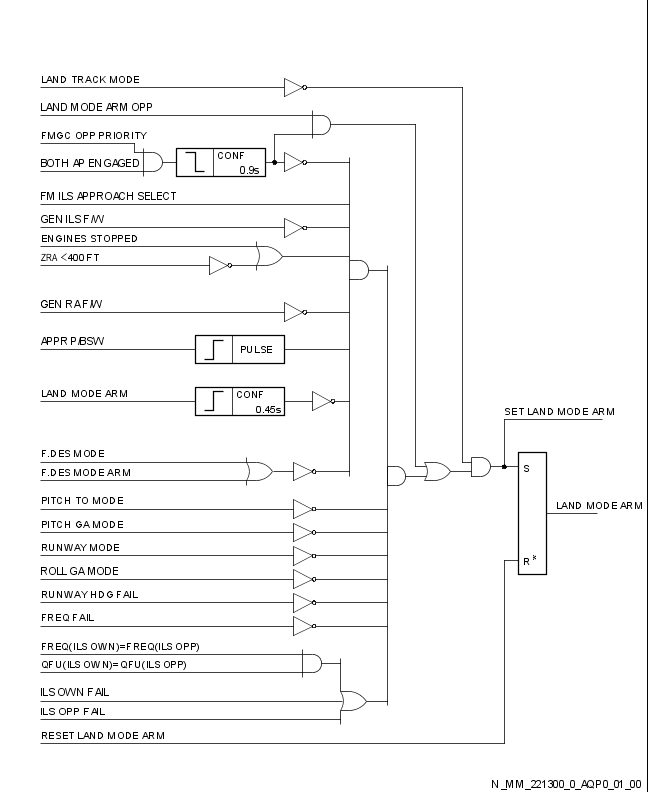 LAND TRACK MODE
LAND MODE ARM OPP
FMGC OPP PRIORITY
CONF
BOTH AP ENGAGED
0.9s
FM ILS APPROACH SELECT
GEN ILS F/W
ENGINES STOPPED
ZRA <400 FT
GEN RA F/W
APPR P/BSW
PULSE
LAND MODE ARM
CONF
0.45s
SET LAND MODE ARM
F.DES MODE
F.DES MODE ARM
S
PITCH TO MODE
LAND MODE ARM
PITCH GA MODE
RUNWAY MODE
R*
ROLL GA MODE
RUNWAY HDG FAIL
FREQ FAIL
FREQ(ILS OWN)=FREQ(ILS OPP)
QFU(ILS OWN)=QFU(ILS OPP)
ILS OWN FAIL
ILS OPP FAIL
RESET LAND MODE ARM
N_MM_221300_0_AQP0_01_00